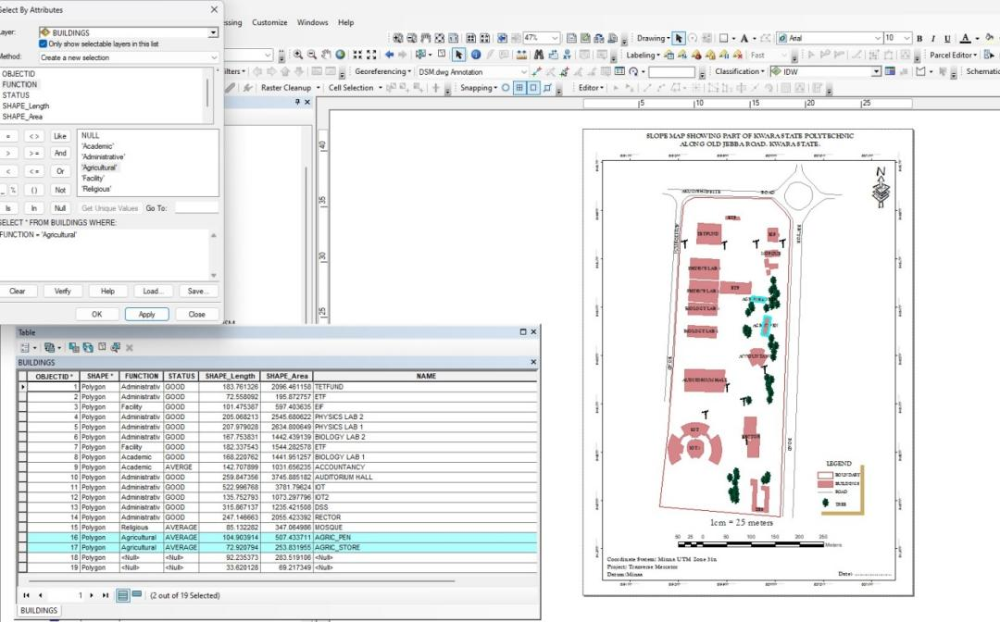 Select By Attributes
Layer: BUILDINGS
Only show selectable layers in this list
Method: Create a new selection
OBJECTID
FUNCTION
STATUS
SHAPE_Length
SHAPE_Area
= <> Like
> >= And
< <= Or
_ % () Not
Is In Null
NULL
'Academic'
'Administrative'
'Agricultural'
'Facility'
'Religious'
Get Unique Values Go To:
SELECT * FROM BUILDINGS WHERE:
FUNCTION = 'Agricultural'
Clear Verify Help Load... Save...
OK Apply Close
Customize Windows Help
47% Drawing Arial 10 B I U A
Labeling Fast Parcel Editor
Georeferencing DSM.dwg Annotation Classification IDW
Raster Cleanup Cell Selection Snapping Editor
5 15 20 25
40
35
30
25
Table
BUILDINGS
OBJECTID * SHAPE * FUNCTION STATUS SHAPE_Length SHAPE_Area NAME
1 Polygon Administrativ GOOD 183.761326 2096.461158 TETFUND
2 Polygon Administrativ GOOD 72.558092 195.872757 ETF
3 Polygon Facility GOOD 101.475387 597.403635 EIF
4 Polygon Administrativ GOOD 205.068213 2545.680622 PHYSICS LAB 2
5 Polygon Administrativ GOOD 207.979028 2634.800649 PHYSICS LAB 1
6 Polygon Administrativ GOOD 167.753831 1442.439139 BIOLOGY LAB 2
7 Polygon Facility GOOD 182.337543 1544.282578 ETF
8 Polygon Academic GOOD 168.220762 1441.951257 BIOLOGY LAB 1
9 Polygon Academic AVERGE 142.707899 1031.656235 ACCOUNTANCY
10 Polygon Administrativ GOOD 259.847356 3745.885182 AUDITORIUM HALL
11 Polygon Administrativ GOOD 522.996768 3781.79624 IOT
12 Polygon Administrativ GOOD 135.752793 1073.297796 IOT2
13 Polygon Administrativ GOOD 315.867137 1235.421508 DSS
14 Polygon Administrativ GOOD 247.146663 2055.423392 RECTOR
15 Polygon Religious AVERAGE 85.132282 347.064986 MOSQUE
16 Polygon Agricultural AVERAGE 104.903914 507.433711 AGRIC_PEN
17 Polygon Agricultural AVERAGE 72.920794 253.831955 AGRIC_STORE
18 Polygon <Null> <Null> 92.235373 283.519186 <Null>
19 Polygon <Null> <Null> 33.620128 69.217349 <Null>
1 (2 out of 19 Selected)
BUILDINGS
SLOPE MAP SHOWING PART OF KWARA STATE POLYTECHNIC
ALONG OLD JEBBA ROAD, KWARA STATE.
N
ROAD
ETF
TETFUND
EIF
MOSQUE
PHYSICS LAB
ETF
PHYSICS LAB
BIOLOGY LAB
BIOLOGY LAB
ACCOUNTANCY
AUDITORIUM HALL
IOT
RECTOR
ROAD
DSS
LEGEND
BOUNDARY
BUILDINGS
ROAD
TREE
1cm = 25 meters
50 25 0 50 100 150 200 250
Meters
Coordinate System: Minna UTM Zone 31n
Project: Tranverse Mercator
Datum:Minna
Date: